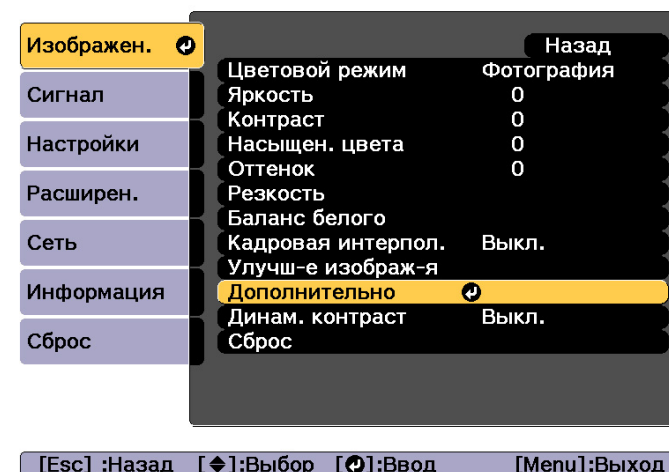 Изображен.
Сигнал
Настройки
Расширен.
Сеть
Информация
Сброс
Назад
Цветовой режим Фотография
Яркость 0
Контраст 0
Насыщен. цвета 0
Оттенок 0
Резкость
Баланс белого
Кадровая интерпол. Выкл.
Улучш-е изображ-я
Дополнительно
Динам. контраст Выкл.
Сброс
[Esc] :Назад [◆]:Выбор [↵]:Ввод [Menu]:Выход